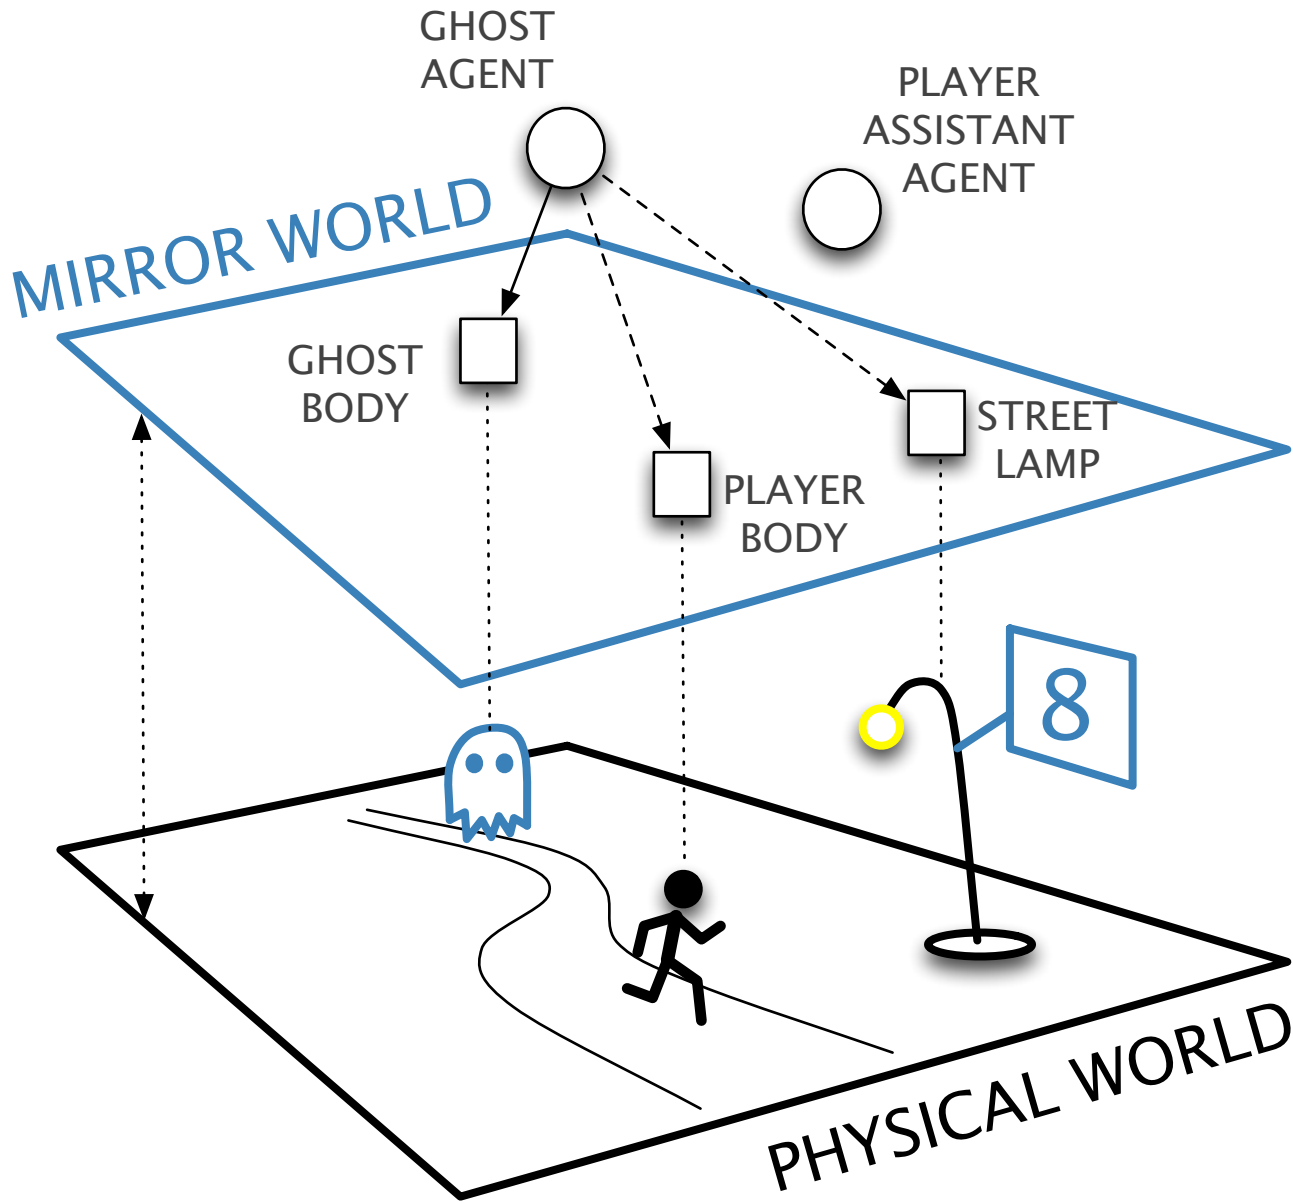 GHOST
AGENT
PLAYER
ASSISTANT
AGENT
MIRROR WORLD
GHOST
BODY
STREET
LAMP
PLAYER
BODY
8
PHYSICAL WORLD